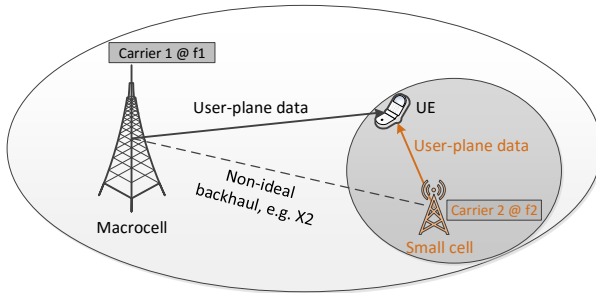 Carrier 1 @ f1
User-plane data
UE
User-plane data
Non-ideal
backhaul, e.g. X2
Carrier 2 @ f2
Macrocell
Small cell